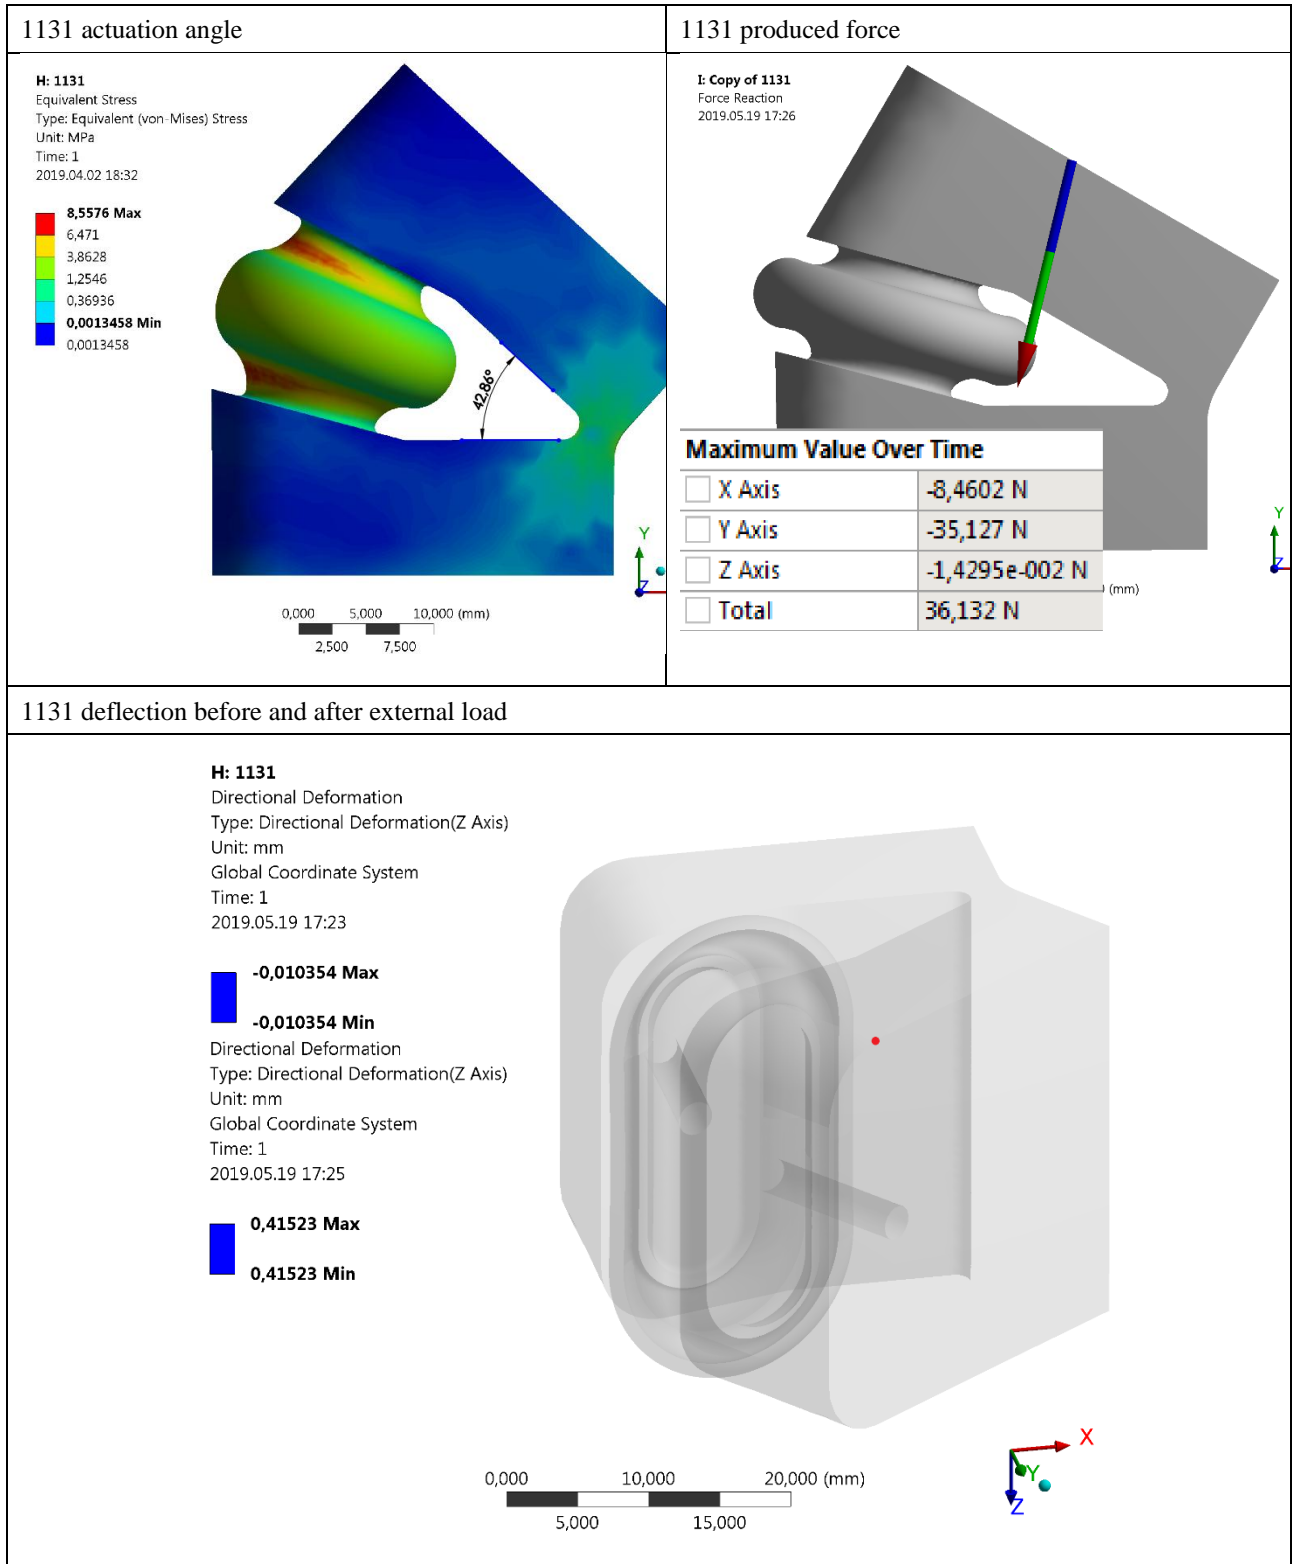 1131 actuation angle
1131 produced force
H: 1131
Equivalent Stress
Type: Equivalent (von-Mises) Stress
Unit: MPa
Time: 1
2019.04.02 18:32
8,5576 Max
6,471
3,8628
1,2546
0,36936
0,0013458 Min
0,0013458
42,86°
Y
Z
0,000 5,000 10,000 (mm)
2,500 7,500
I: Copy of 1131
Force Reaction
2019.05.19 17:26
Maximum Value Over Time
X Axis -8,4602 N
Y Axis -35,127 N
Z Axis -1,4295e-002 N
Total 36,132 N
(mm)
Y
Z
1131 deflection before and after external load
H: 1131
Directional Deformation
Type: Directional Deformation(Z Axis)
Unit: mm
Global Coordinate System
Time: 1
2019.05.19 17:23
-0,010354 Max
-0,010354 Min
Directional Deformation
Type: Directional Deformation(Z Axis)
Unit: mm
Global Coordinate System
Time: 1
2019.05.19 17:25
0,41523 Max
0,41523 Min
X
Y
Z
0,000 10,000 20,000 (mm)
5,000 15,000